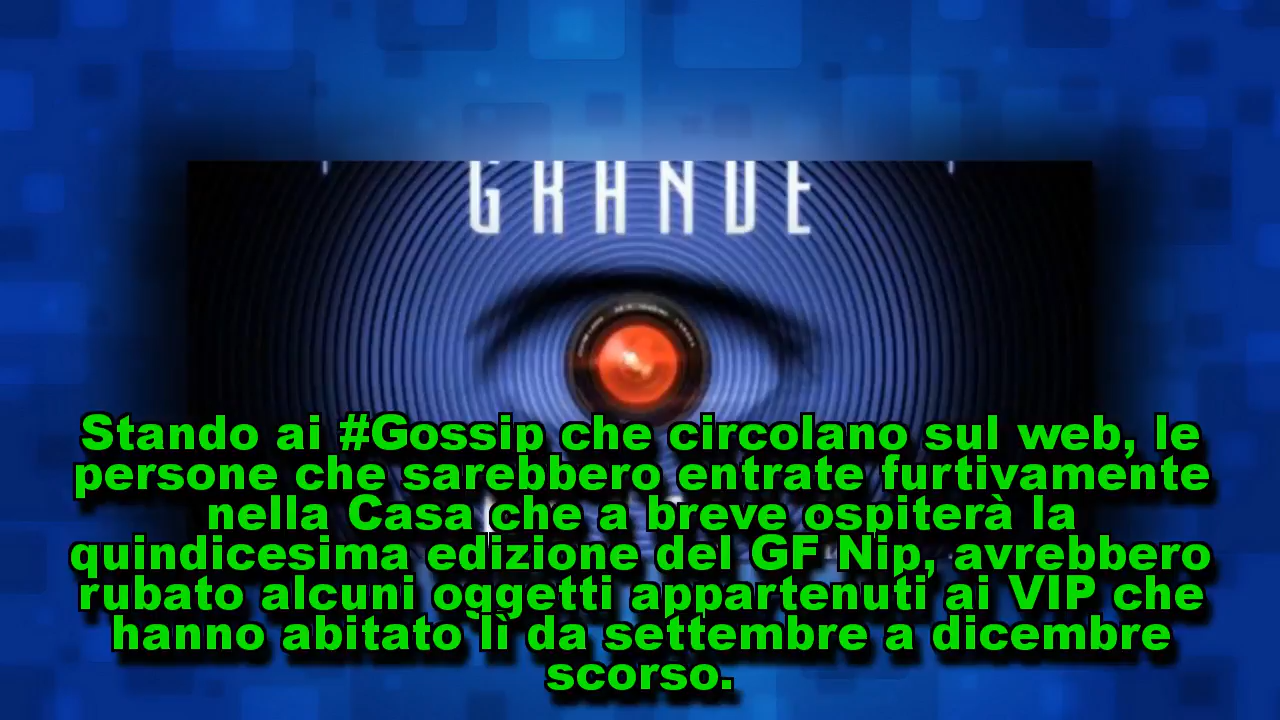 GRANDE
Stando ai #Gossip che circolano sul web, le
persone che sarebbero entrate furtivamente
nella Casa che a breve ospiterà la
quindicesima edizione del GF Nip, avrebbero
rubato alcuni oggetti appartenuti ai VIP che
hanno abitato lì da settembre a dicembre
scorso.